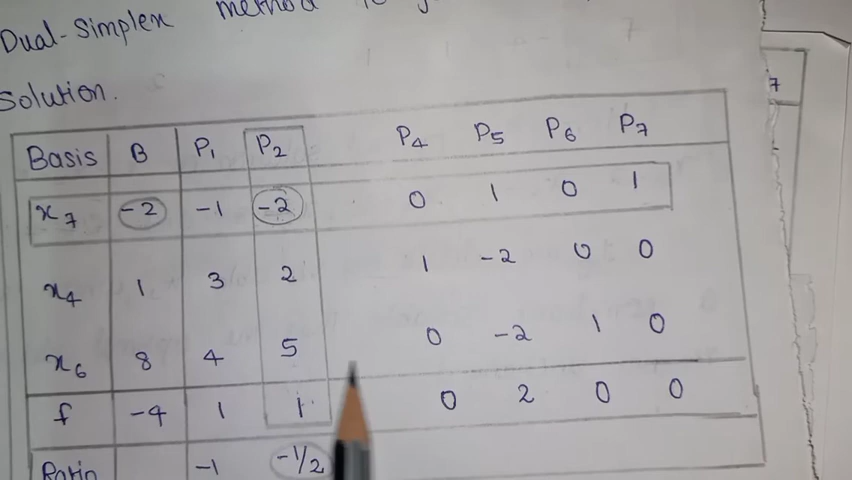 Dual-Simplex method
Solution.
Basis B P1 P2 P4 P5 P6 P7
x7 -2 -1 -2 0 1 0 1
x4 1 3 2 1 -2 0 0
x6 8 4 5 0 -2 1 0
f -4 1 1 0 2 0 0
Ratio -1 -1/2
7